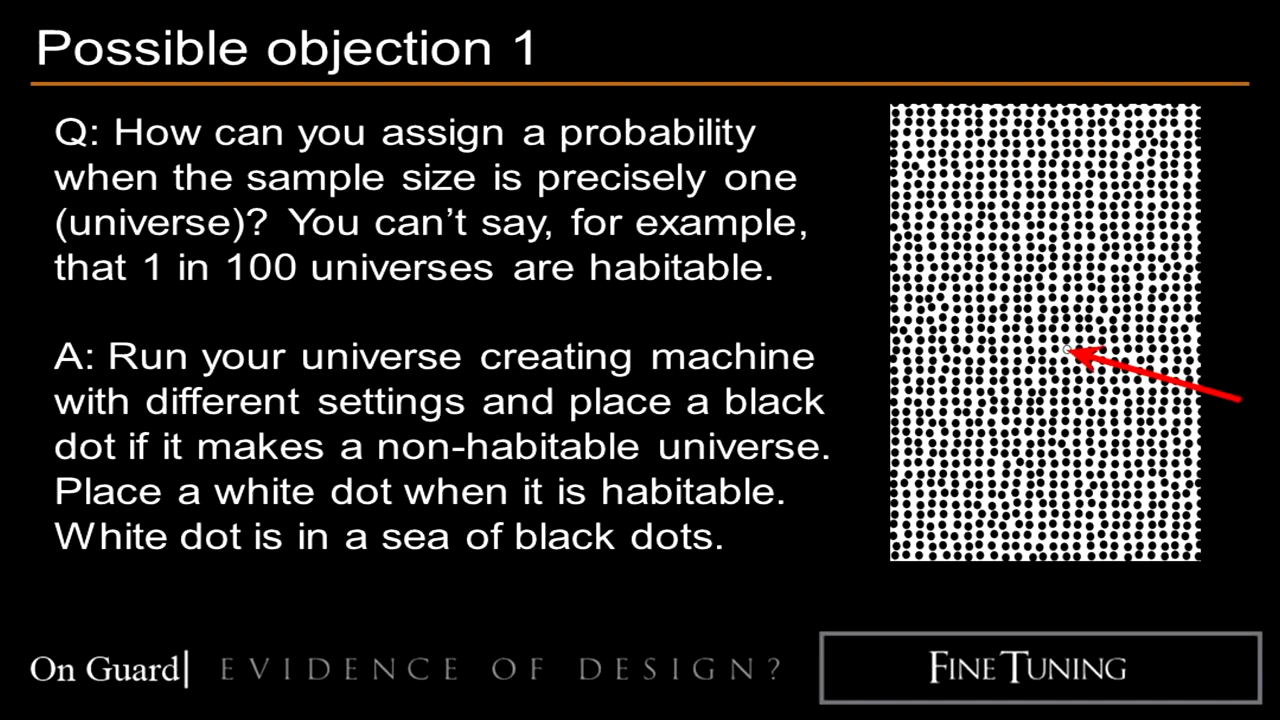 Possible objection 1
Q: How can you assign a probability
when the sample size is precisely one
(universe)? You can't say, for example,
that 1 in 100 universes are habitable.
A: Run your universe creating machine
with different settings and place a black
dot if it makes a non-habitable universe.
Place a white dot when it is habitable.
White dot is in a sea of black dots.
On Guard| EVIDENCE OF DESIGN?
FINE TUNING